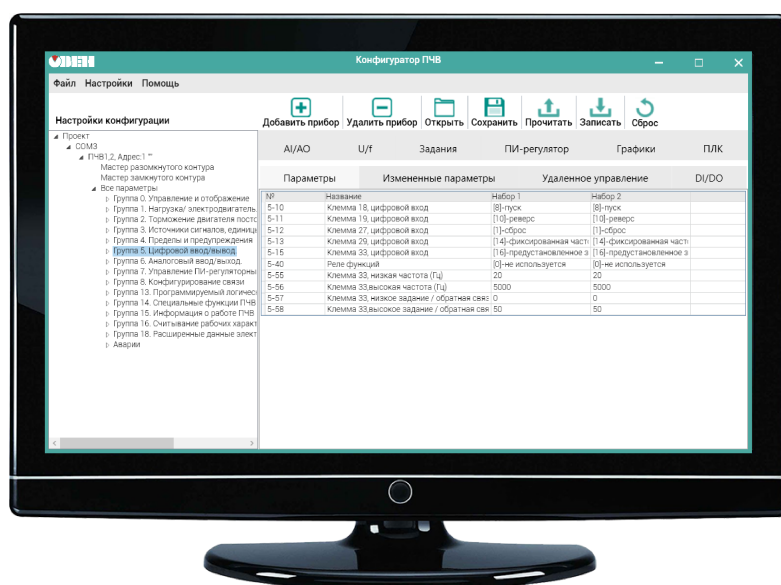 ОВЕН
Конфигуратор ПЧВ
Файл Настройки Помощь
Настройки конфигурации
Добавить прибор Удалить прибор Открыть Сохранить Прочитать Записать Сброс
Проект
COM3
ПЧВ1,2, Адрес:1 ""
Мастер разомкнутого контура
Мастер замкнутого контура
Все параметры
Группа 0. Управление и отображение
Группа 1. Нагрузка/ электродвигатель.
Группа 2. Торможение двигателя пост
Группа 3. Источники сигналов, единиц
Группа 4. Пределы и предупреждения
Группа 5. Цифровой ввод/вывод.
Группа 6. Аналоговый ввод/выход.
Группа 7. Управление ПИ-регуляторны
Группа 8. Конфигурирование связи
Группа 13. Программируемый логичес
Группа 14. Специальные функции ПЧВ
Группа 15. Информация о работе ПЧВ
Группа 16. Считывание рабочих характ
Группа 18. Расширенные данные элект
Аварии
AI/AO U/f Задания ПИ-регулятор Графики ПЛК
Параметры Измененные параметры Удаленное управление DI/DO
№ Название Набор 1 Набор 2
5-10 Клемма 18, цифровой вход [8]-пуск [8]-пуск
5-11 Клемма 19, цифровой вход [10]-реверс [10]-реверс
5-12 Клемма 27, цифровой вход [1]-сброс [1]-сброс
5-13 Клемма 29, цифровой вход [14]-фиксированная част [14]-фиксированная част
5-15 Клемма 33, цифровой вход [16]-предустановленное з [16]-предустановленное з
5-40 Реле функций [0]-не используется [0]-не используется
5-55 Клемма 33, низкая частота (Гц) 20 20
5-56 Клемма 33,высокая частота (Гц) 5000 5000
5-57 Клемма 33, низкое задание / обратная связ 0 0
5-58 Клемма 33,высокое задание / обратная свя 50 50